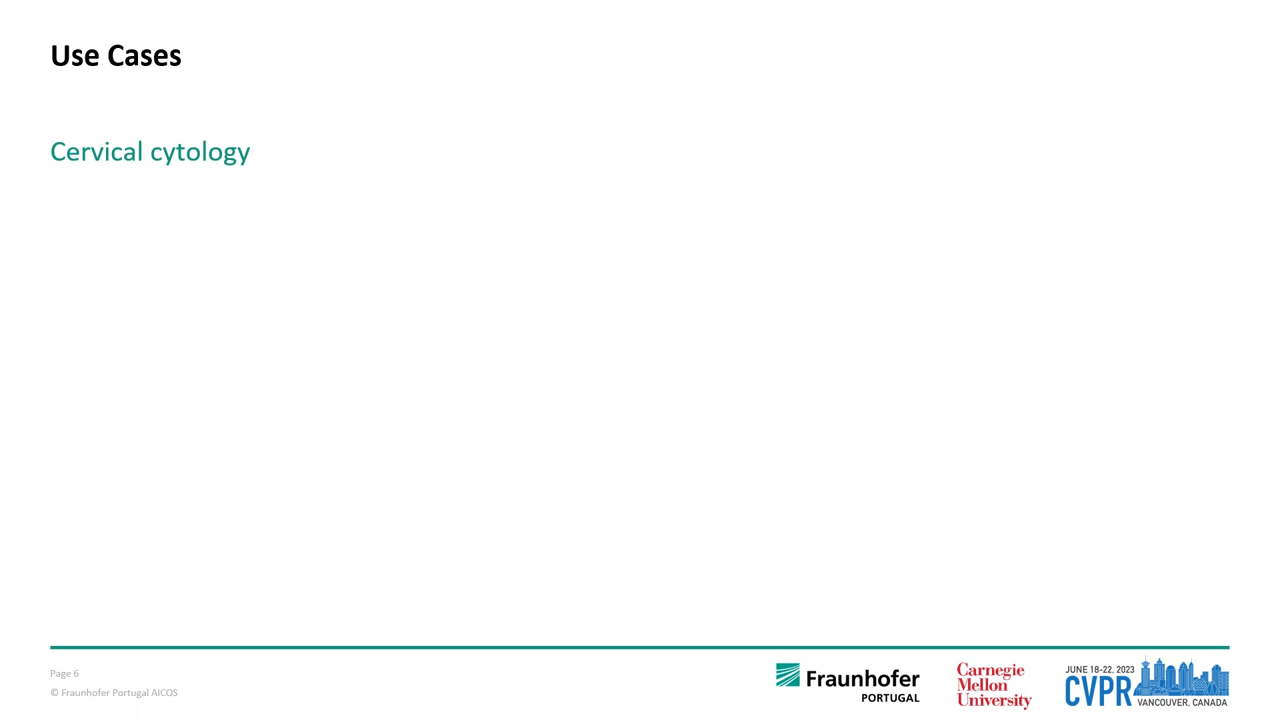 Use Cases
Cervical cytology
Page 6
© Fraunhofer Portugal AICOS
Fraunhofer
PORTUGAL
Carnegie
Mellon
University
JUNE 18-22, 2023
CVPR
VANCOUVER, CANADA